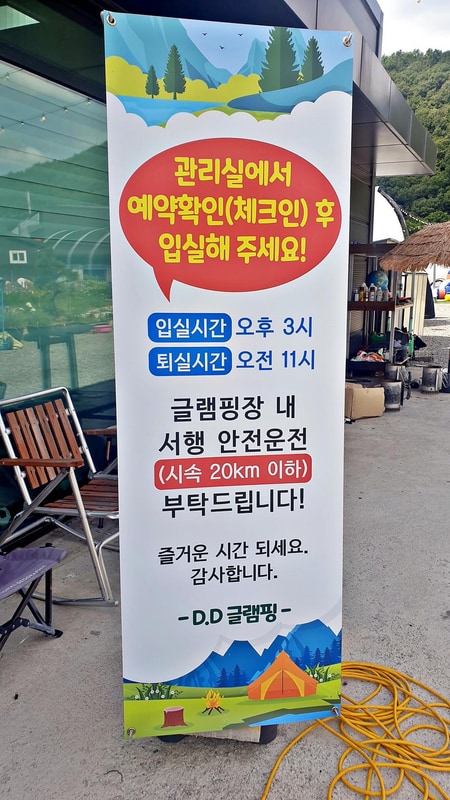 관리실에서
예약확인(체크인) 후
입실해 주세요!
입실시간 오후 3시
퇴실시간 오전 11시
글램핑장 내
서행 안전운전
(시속 20km 이하)
부탁드립니다!
즐거운 시간 되세요.
감사합니다.
- D.D 글램핑 -